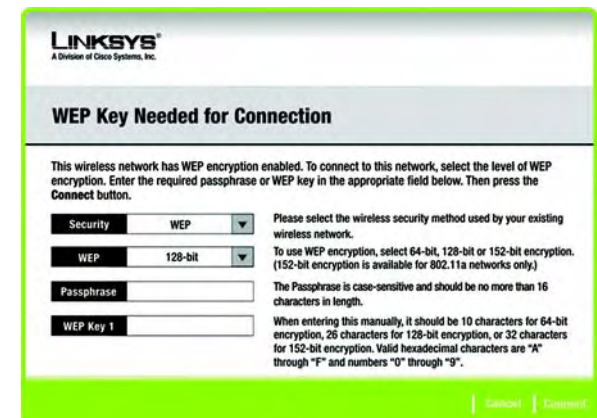 LINKSYS®
A Division of Cisco Systems, Inc.
WEP Key Needed for Connection
This wireless network has WEP encryption enabled. To connect to this network, select the level of WEP
encryption. Enter the required passphrase or WEP key in the appropriate field below. Then press the
Connect button.
Security WEP
Please select the wireless security method used by your existing
wireless network.
WEP 128-bit
To use WEP encryption, select 64-bit, 128-bit or 152-bit encryption.
(152-bit encryption is available for 802.11a networks only.)
Passphrase
The Passphrase is case-sensitive and should be no more than 16
characters in length.
WEP Key 1
When entering this manually, it should be 10 characters for 64-bit
encryption, 26 characters for 128-bit encryption, or 32 characters
for 152-bit encryption. Valid hexadecimal characters are "A"
through "F" and numbers "0" through "9".
Cancel Connect